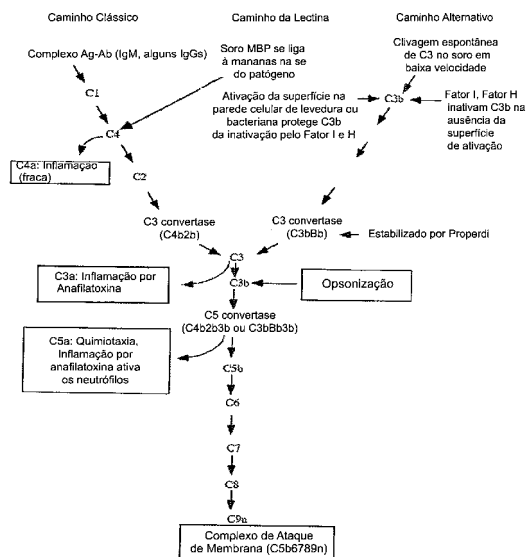 Caminho Clássico
Caminho da Lectina
Caminho Alternativo
Complexo Ag-Ab (IgM, alguns IgGs)
Soro MBP se liga
à mananas na se
do patógeno
Clivagem espontânea
de C3 no soro em
baixa velocidade
C1
Ativação da superfície na
parede celular de levedura ou
bacteriana protege C3b
da inativação pelo Fator I e H
C3b
Fator I, Fator H
inativam C3b na
ausência da
superfície
de ativação
C4
C4a: Inflamação
(fraca)
C2
C3 convertase
(C4b2b)
C3 convertase
(C3bBb)
Estabilizado por Properdi
C3
C3a: Inflamação por
Anafilatoxina
C3b
Opsonização
C5 convertase
(C4b2b3b ou C3bBb3b)
C5a: Quimiotaxia,
Inflamação por
anafilatoxina ativa
os neutrófilos
C5b
C6
C7
C8
C9n
Complexo de Ataque
de Membrana (C5b6789n)